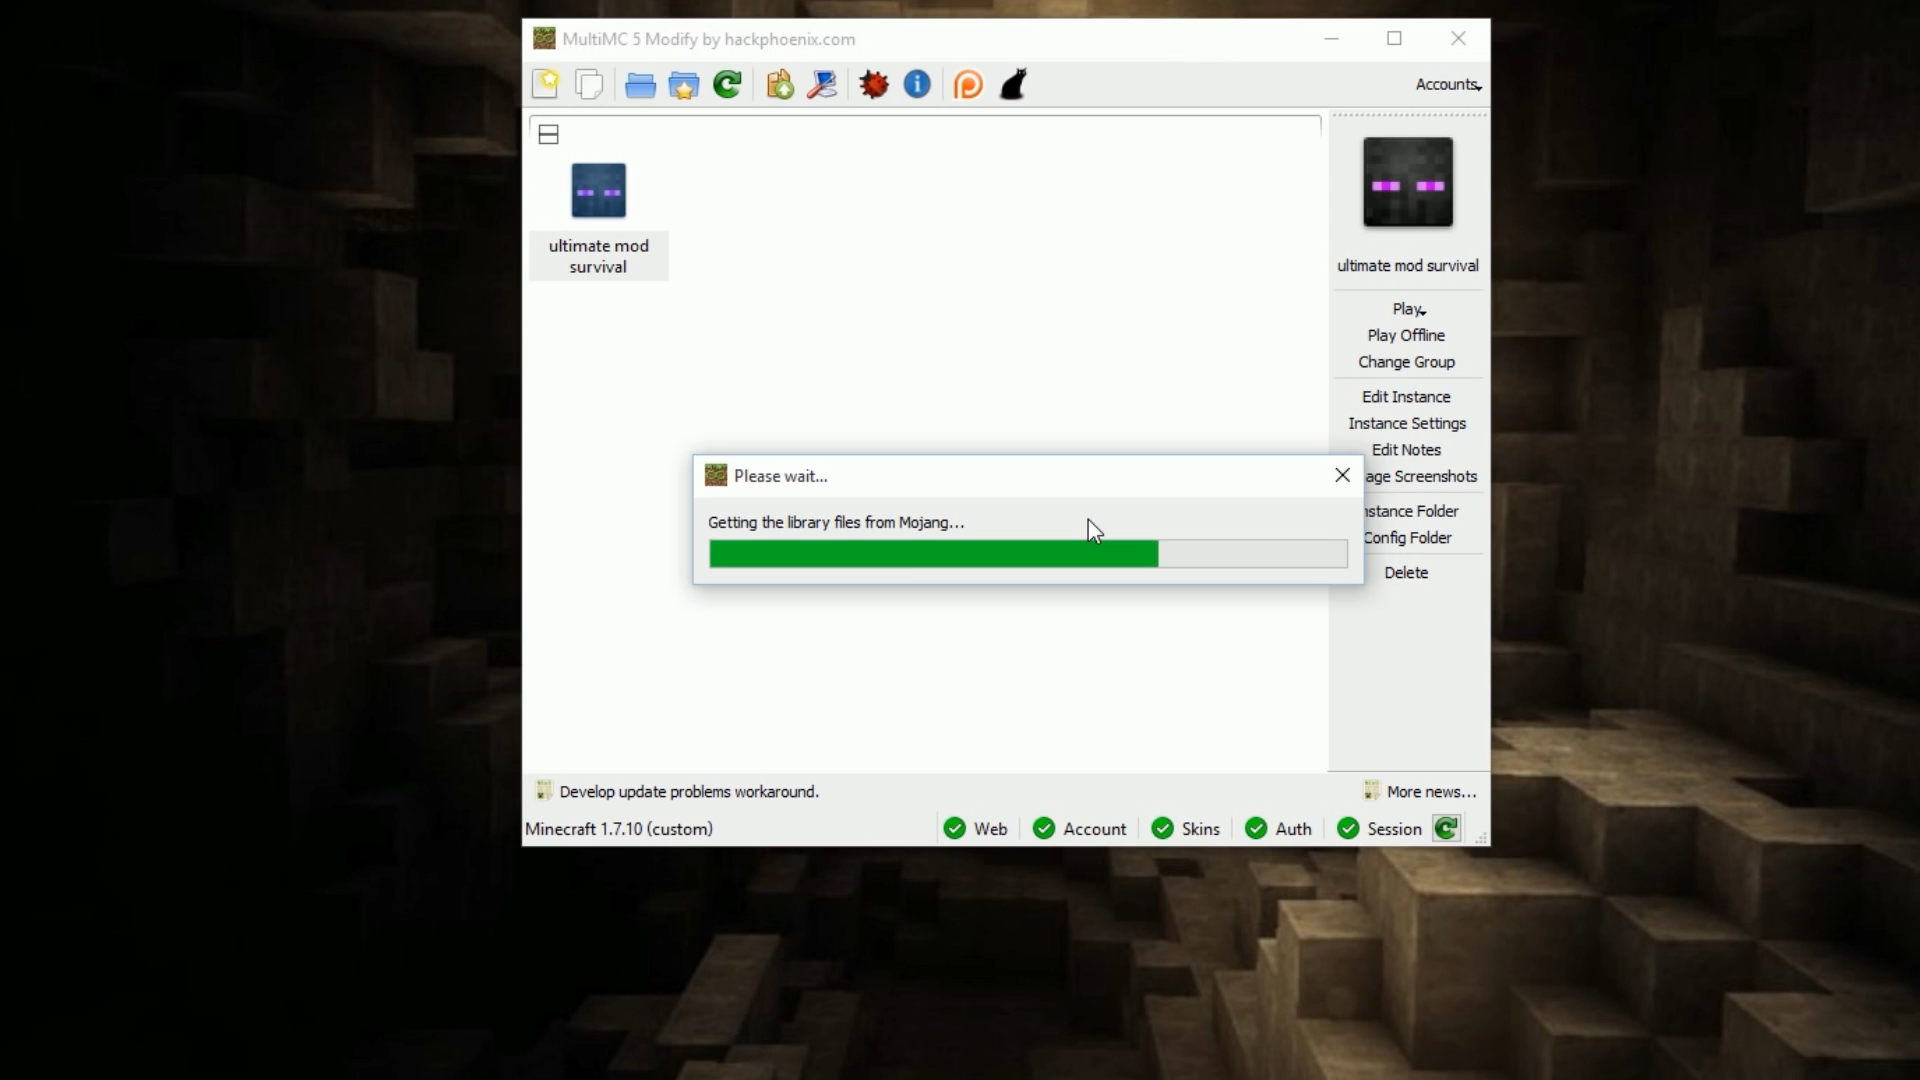 MultiMC 5 Modify by hackphoenix.com
Accounts
ultimate mod
survival
ultimate mod survival
Play
Play Offline
Change Group
Edit Instance
Instance Settings
Edit Notes
age Screenshots
nstance Folder
Config Folder
Delete
Please wait...
Getting the library files from Mojang...
Develop update problems workaround.
More news...
Minecraft 1.7.10 (custom)
Web
Account
Skins
Auth
Session